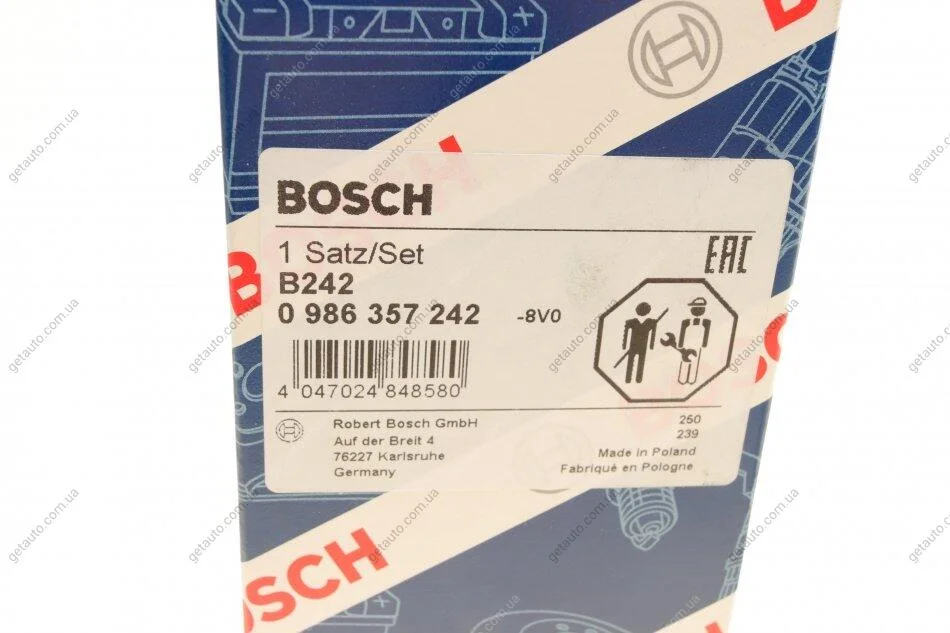 BOSCH
1 Satz/Set
B242
0 986 357 242 -8V0
EAC
4 047024 848580
Robert Bosch GmbH
Auf der Breit 4
76227 Karlsruhe
Germany
250
239
Made in Poland
Fabriqué en Pologne
BOSCH
getauto.com.ua